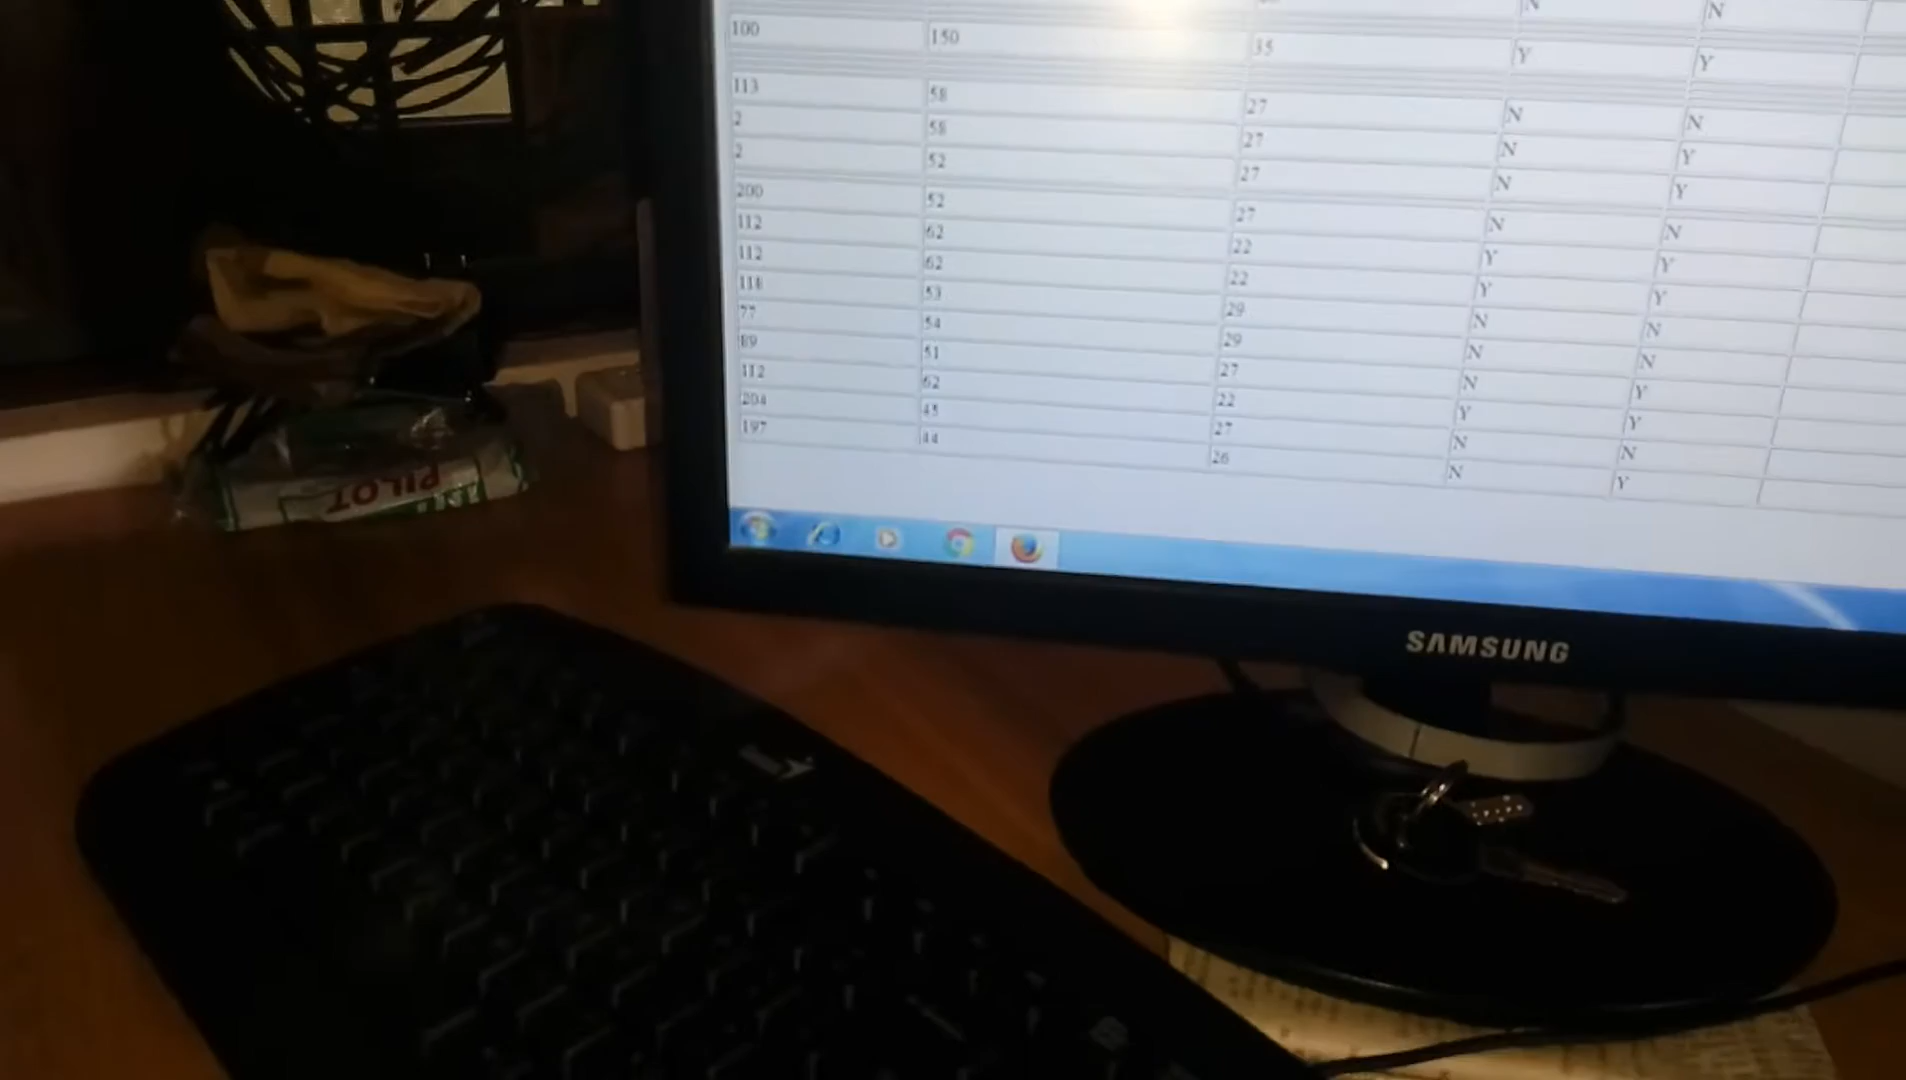 N N
100 150 35 Y Y
113 58 27 N N
2 58 27 N Y
2 52 27 N Y
200 52 27 N N
112 62 22 Y Y
112 62 22 Y Y
118 53 29 N N
77 54 29 N N
89 51 27 N Y
112 62 22 Y Y
204 45 27 N N
197 44 26 N Y
PILOT
SAMSUNG